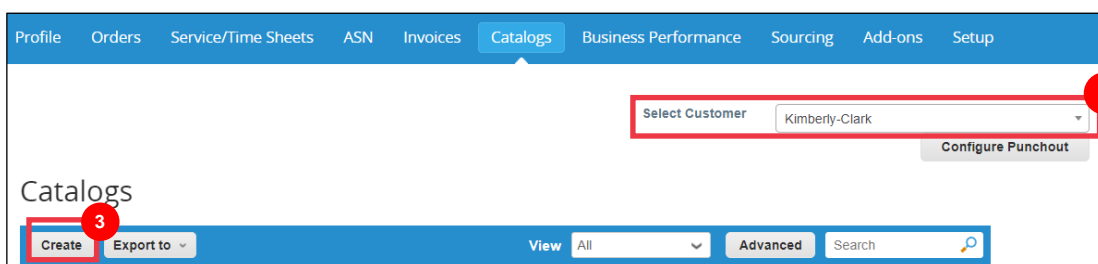 Profile Orders Service/Time Sheets ASN Invoices Catalogs Business Performance Sourcing Add-ons Setup
Select Customer Kimberly-Clark
Configure Punchout
Catalogs
3
Create Export to View All Advanced Search